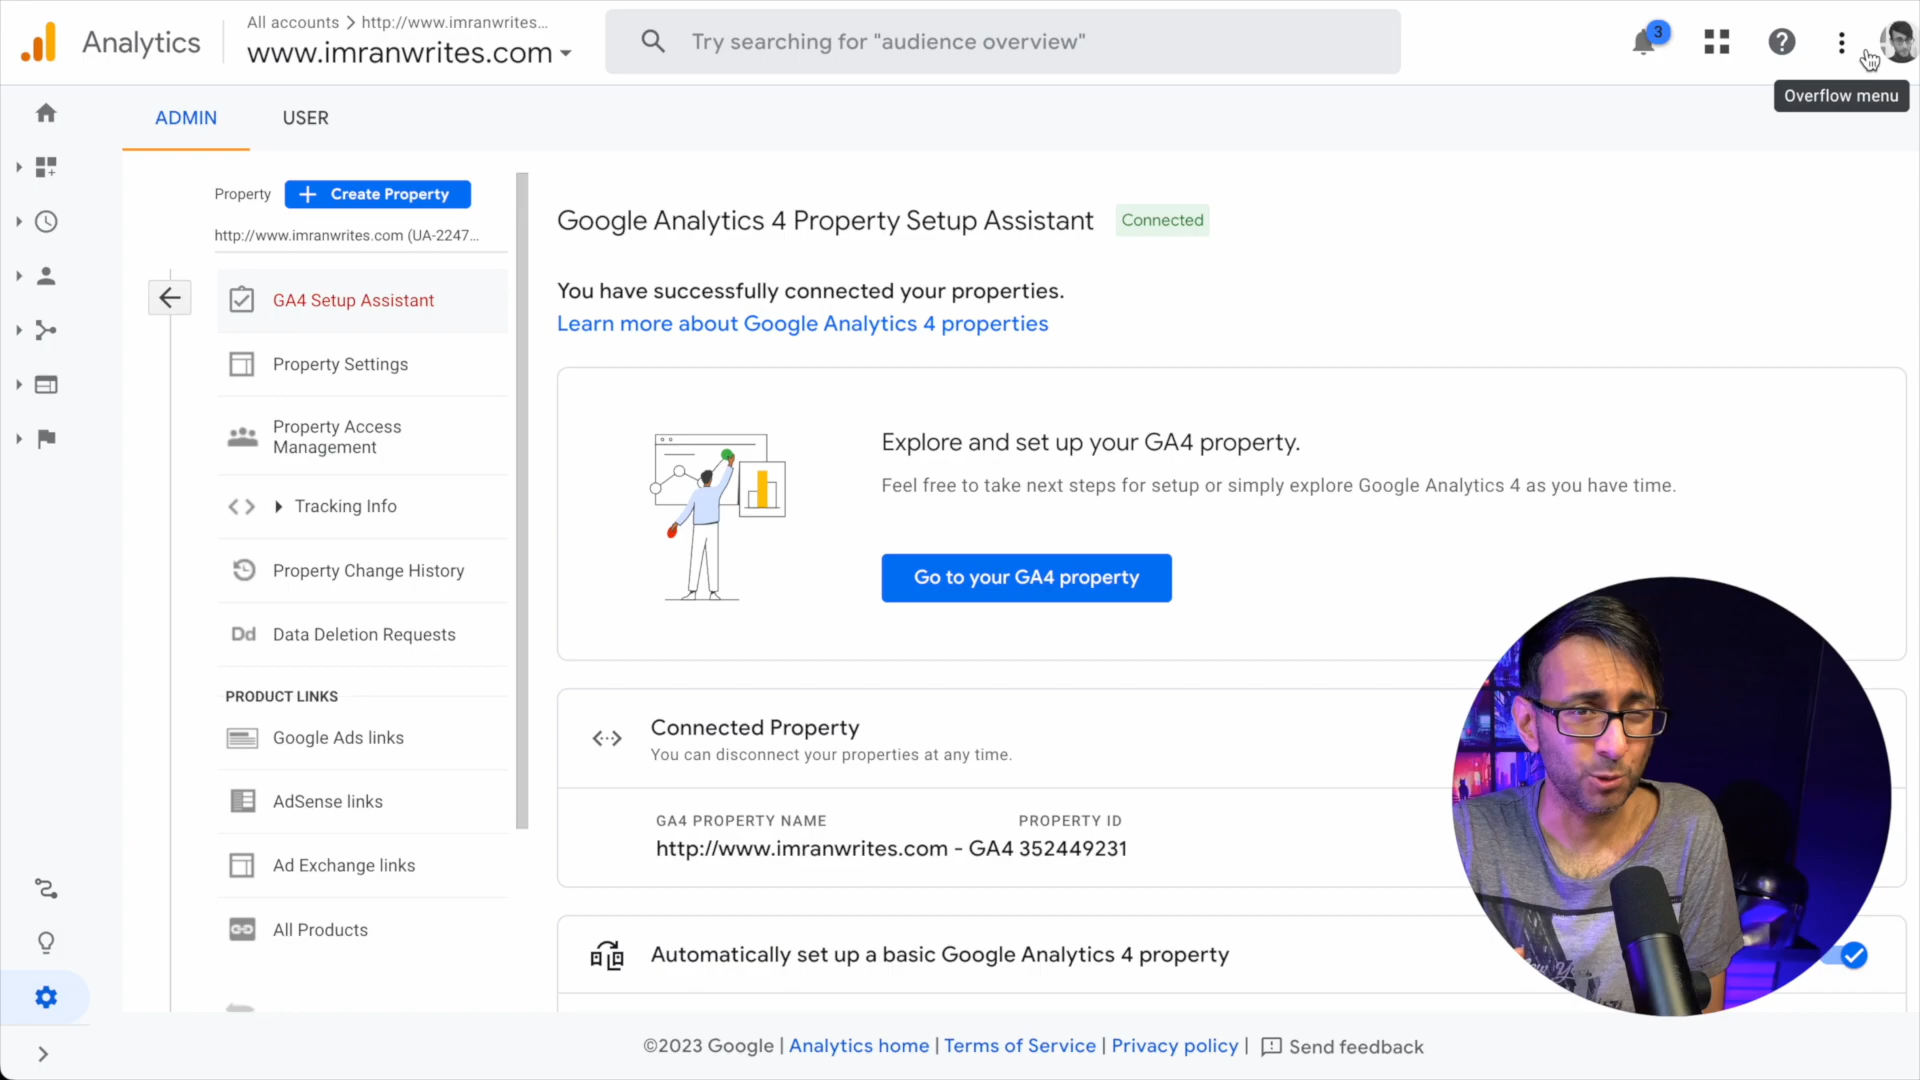 Analytics
All accounts > http://www.imranwrites...
www.imranwrites.com
Try searching for "audience overview"
3
Overflow menu
ADMIN
USER
Property
+ Create Property
http://www.imranwrites.com (UA-2247...
GA4 Setup Assistant
Property Settings
Property Access
Management
Tracking Info
Property Change History
Dd Data Deletion Requests
PRODUCT LINKS
Google Ads links
AdSense links
Ad Exchange links
All Products
Google Analytics 4 Property Setup Assistant
Connected
You have successfully connected your properties.
Learn more about Google Analytics 4 properties
Explore and set up your GA4 property.
Feel free to take next steps for setup or simply explore Google Analytics 4 as you have time.
Go to your GA4 property
Connected Property
You can disconnect your properties at any time.
GA4 PROPERTY NAME
PROPERTY ID
http://www.imranwrites.com - GA4 352449231
Automatically set up a basic Google Analytics 4 property
©2023 Google | Analytics home | Terms of Service | Privacy policy | Send feedback